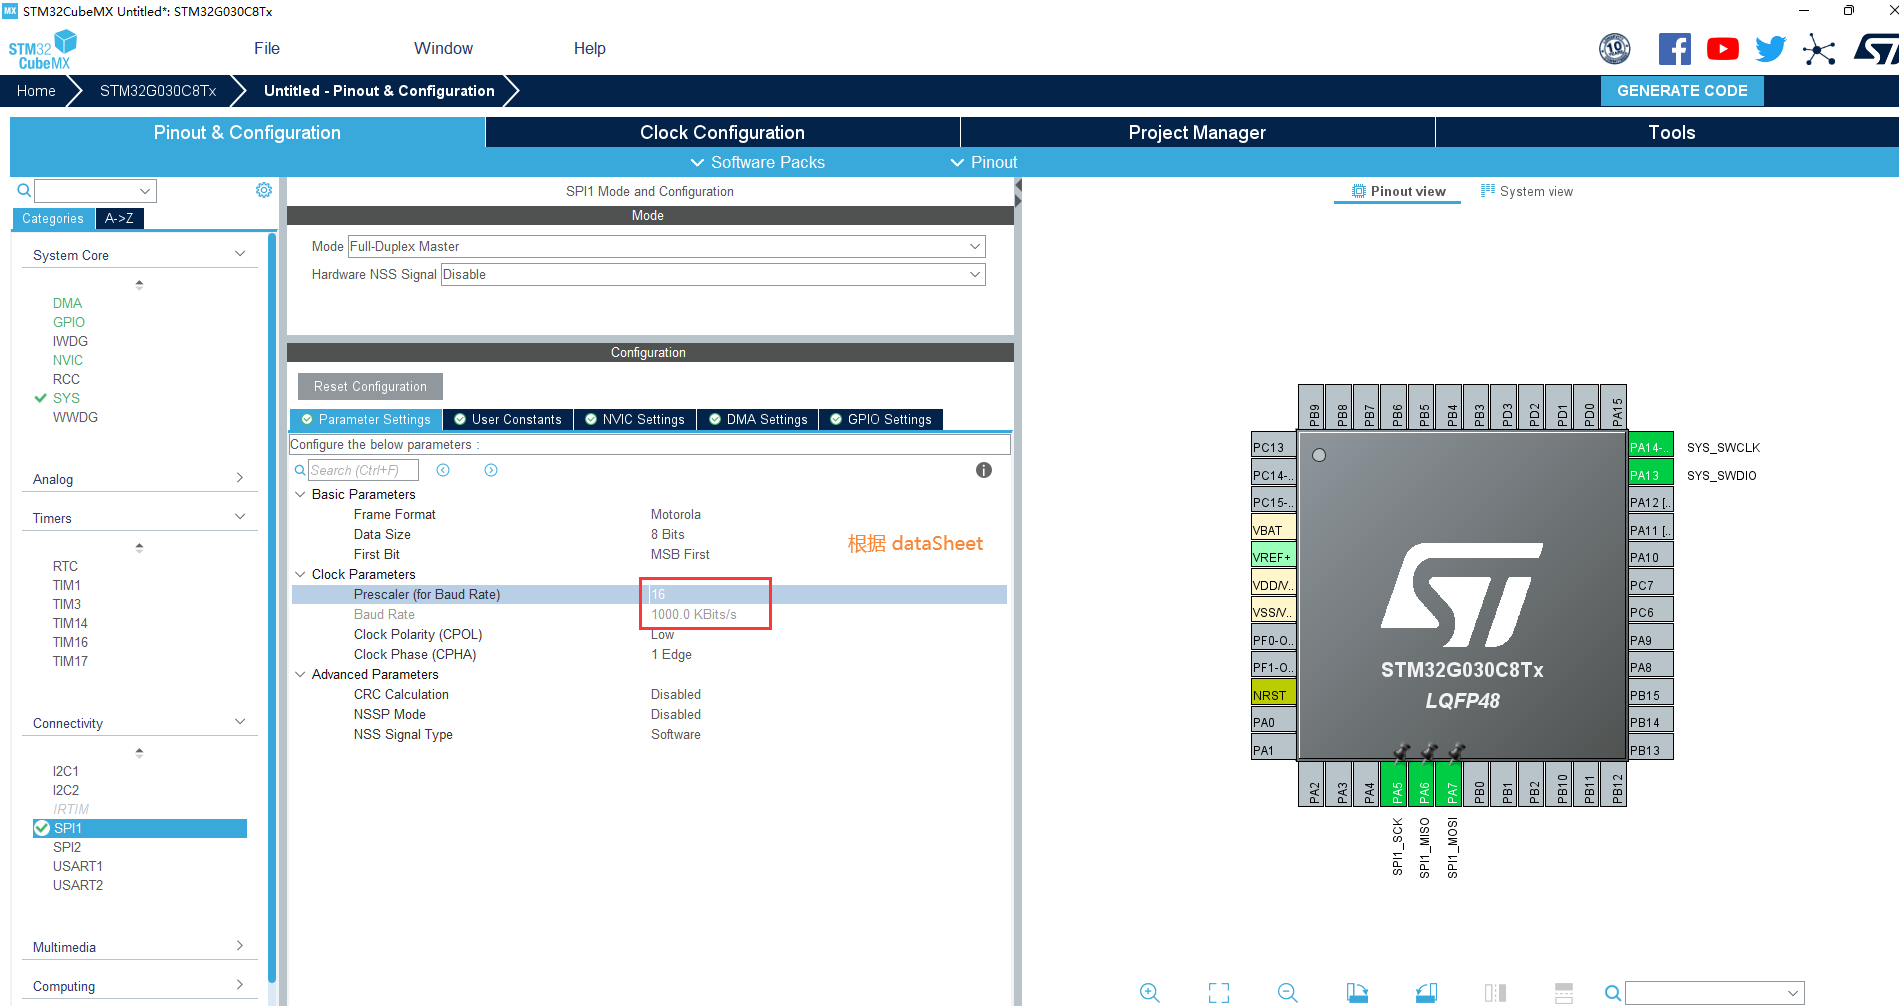 MX STM32CubeMX Untitled*: STM32G030C8Tx
STM32
CubeMX
File
Window
Help
10
Home
STM32G030C8Tx
Untitled - Pinout & Configuration
GENERATE CODE
Pinout & Configuration
Clock Configuration
Project Manager
Tools
Software Packs
Pinout
Categories
A->Z
System Core
DMA
GPIO
IWDG
NVIC
RCC
SYS
WWDG
Analog
Timers
RTC
TIM1
TIM3
TIM14
TIM16
TIM17
Connectivity
I2C1
I2C2
IRTIM
SPI1
SPI2
USART1
USART2
Multimedia
Computing
SPI1 Mode and Configuration
Mode
Mode Full-Duplex Master
Hardware NSS Signal Disable
Configuration
Reset Configuration
Parameter Settings
User Constants
NVIC Settings
DMA Settings
GPIO Settings
Configure the below parameters :
Search (Ctrl+F)
Basic Parameters
Frame Format Motorola
Data Size 8 Bits
First Bit MSB First
根据 dataSheet
Clock Parameters
Prescaler (for Baud Rate) 16
Baud Rate 1000.0 KBits/s
Clock Polarity (CPOL) Low
Clock Phase (CPHA) 1 Edge
Advanced Parameters
CRC Calculation Disabled
NSSP Mode Disabled
NSS Signal Type Software
Pinout view
System view
PB9
PB8
PB7
PB6
PB5
PB4
PB3
PD3
PD2
PD1
PD0
PA15
PC13
PC14-..
PC15-..
VBAT
VREF+
VDD/V..
VSS/V..
PF0-O..
PF1-O..
NRST
PA0
PA1
PA14-..
PA13
PA12 [..
PA11 [..
PA10
PC7
PC6
PA9
PA8
PB15
PB14
PB13
SYS_SWCLK
SYS_SWDIO
STM32G030C8Tx
LQFP48
PA2
PA3
PA4
PA5
PA6
PA7
PB0
PB1
PB2
PB10
PB11
PB12
SPI1_SCK
SPI1_MISO
SPI1_MOSI